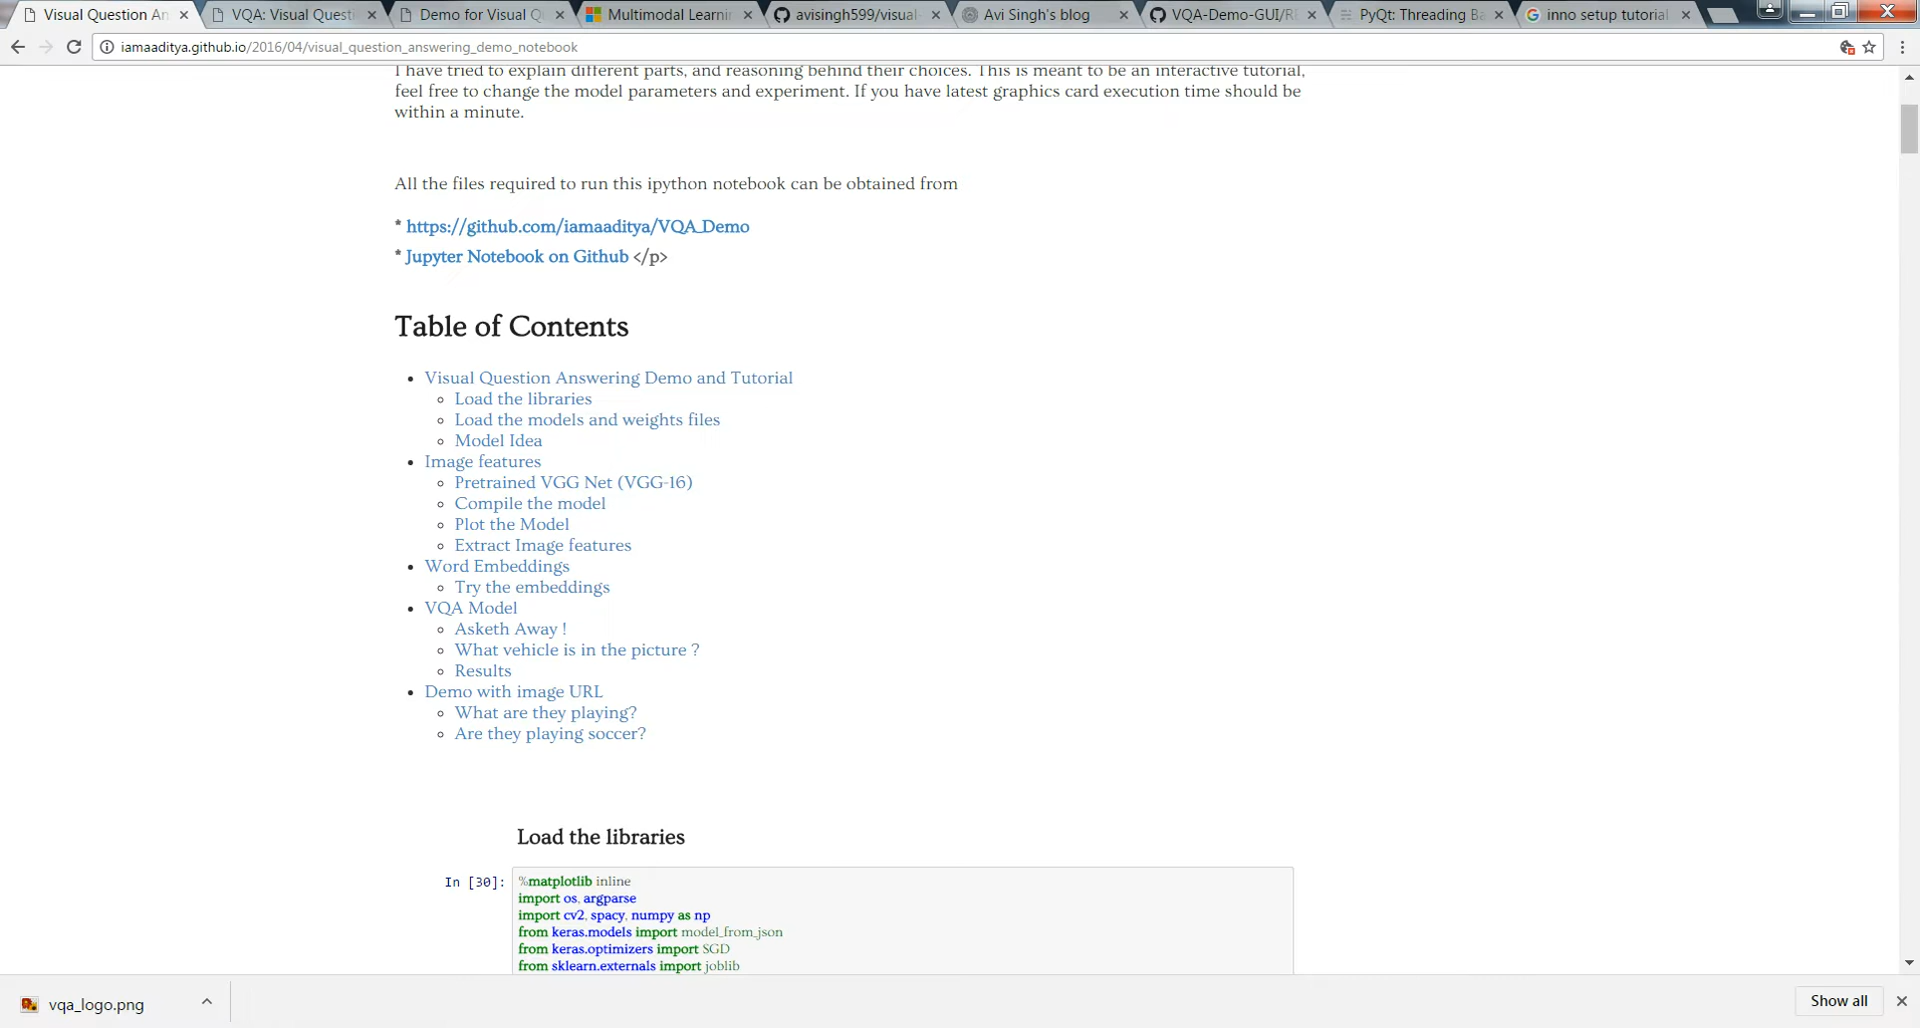 Visual Question An
VQA: Visual Questi
Demo for Visual Q
Multimodal Learni
avisingh599/visual-
Avi Singh's blog
VQA-Demo-GUI/RE
PyQt: Threading Ba
inno setup tutorial
iamaaditya.github.io/2016/04/visual_question_answering_demo_notebook
I have tried to explain different parts, and reasoning behind their choices. This is meant to be an interactive tutorial,
feel free to change the model parameters and experiment. If you have latest graphics card execution time should be
within a minute.
All the files required to run this ipython notebook can be obtained from
* https://github.com/iamaaditya/VQA_Demo
* Jupyter Notebook on Github </p>
Table of Contents
• Visual Question Answering Demo and Tutorial
◦ Load the libraries
◦ Load the models and weights files
◦ Model Idea
• Image features
◦ Pretrained VGG Net (VGG-16)
◦ Compile the model
◦ Plot the Model
◦ Extract Image features
• Word Embeddings
◦ Try the embeddings
• VQA Model
◦ Asketh Away !
◦ What vehicle is in the picture ?
◦ Results
• Demo with image URL
◦ What are they playing?
◦ Are they playing soccer?
Load the libraries
In [30]:
%matplotlib inline
import os, argparse
import cv2, spacy, numpy as np
from keras.models import model_from_json
from keras.optimizers import SGD
from sklearn.externals import joblib
vqa_logo.png
Show all